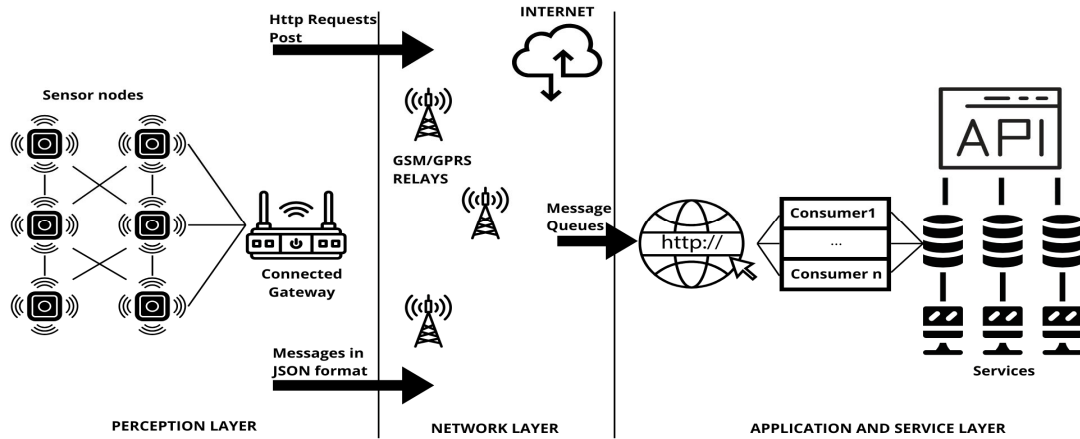 Http Requests
Post
INTERNET
Sensor nodes
API
GSM/GPRS
RELAYS
Message
Queues
http://
Consumer1
...
Consumer n
Connected
Gateway
Messages in
JSON format
Services
PERCEPTION LAYER
NETWORK LAYER
APPLICATION AND SERVICE LAYER